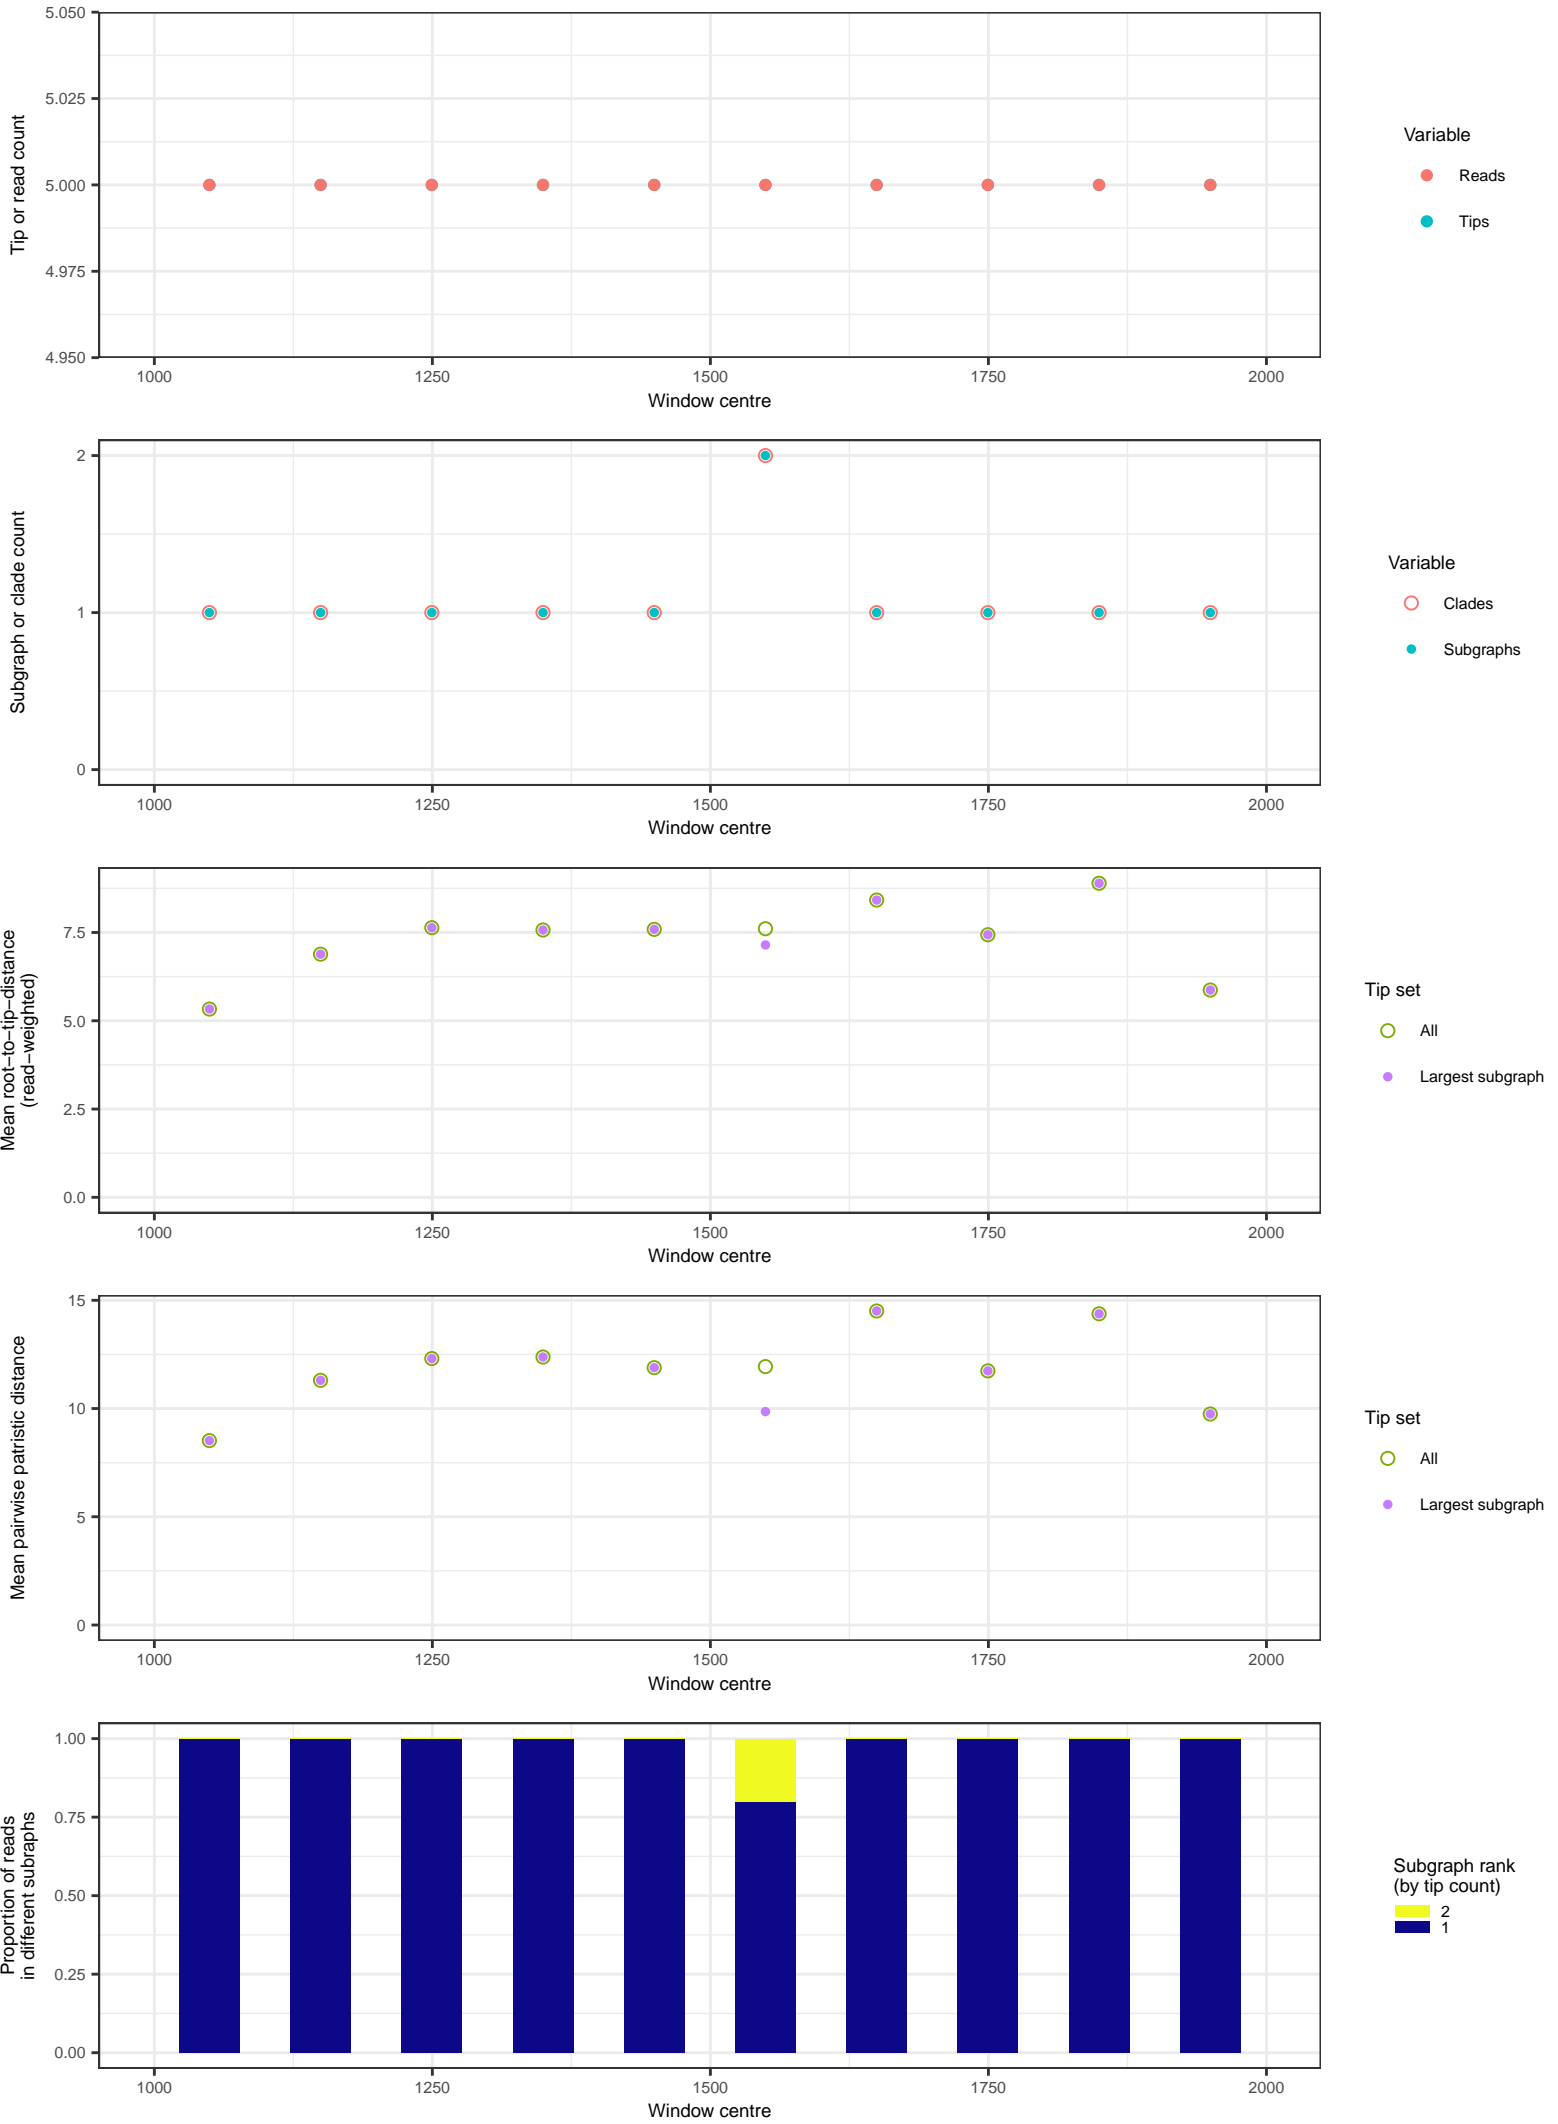 5.050
5.025
5.000
4.975
4.950
Tip or read count
1000 1250 1500 1750 2000
Window centre
Variable
Reads
Tips
2
1
0
Subgraph or clade count
1000 1250 1500 1750 2000
Window centre
Variable
Clades
Subgraphs
7.5
5.0
2.5
0.0
Mean root−to−tip−distance
(read−weighted)
1000 1250 1500 1750 2000
Window centre
Tip set
All
Largest subgraph
15
10
5
0
Mean pairwise patristic distance
1000 1250 1500 1750 2000
Window centre
Tip set
All
Largest subgraph
1.00
0.75
0.50
0.25
0.00
Proportion of reads
in different subraphs
1000 1250 1500 1750 2000
Window centre
Subgraph rank
(by tip count)
2
1